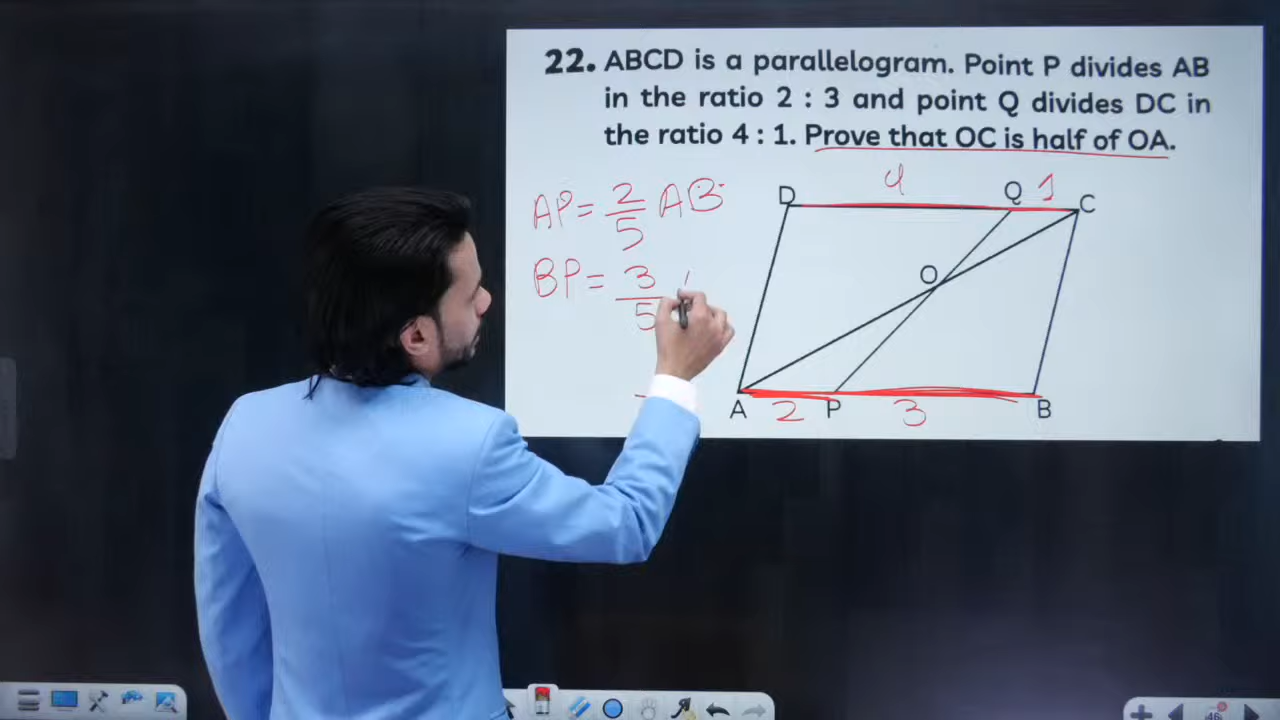 22. ABCD is a parallelogram. Point P divides AB
in the ratio 2 : 3 and point Q divides DC in
the ratio 4 : 1. Prove that OC is half of OA.
AP = 2/5 AB
BP = 3/5
D 4 Q 1 C
O
A 2 P 3 B